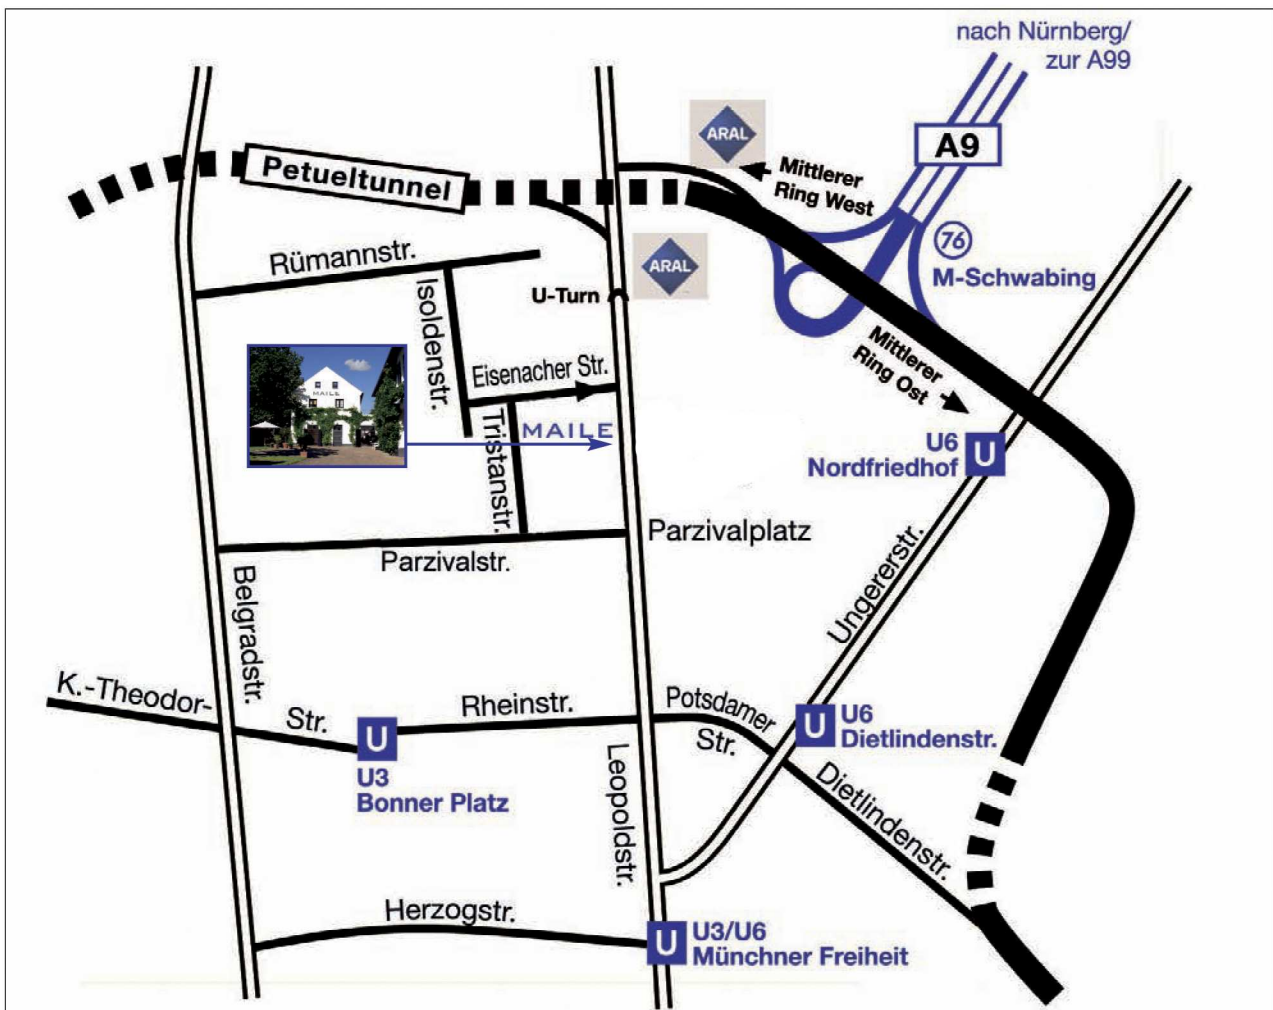 nach Nürnberg/
zur A99
ARAL
A9
Mittlerer
Ring West
Petueltunnel
76
M-Schwabing
Rümannstr.
ARAL
U-Turn
Isoldenstr.
Eisenacher Str.
Mittlerer
Ring Ost
MAILE
Tristanstr.
MAILE
U6
Nordfriedhof
U
Parzivalplatz
Parzivalstr.
Belgradstr.
Ungererstr.
K.-Theodor-
Str.
U
U3
Bonner Platz
Rheinstr.
Potsdamer
Str.
U
U6
Dietlindenstr.
Leopoldstr.
Dietlindenstr.
Herzogstr.
U
U3/U6
Münchner Freiheit